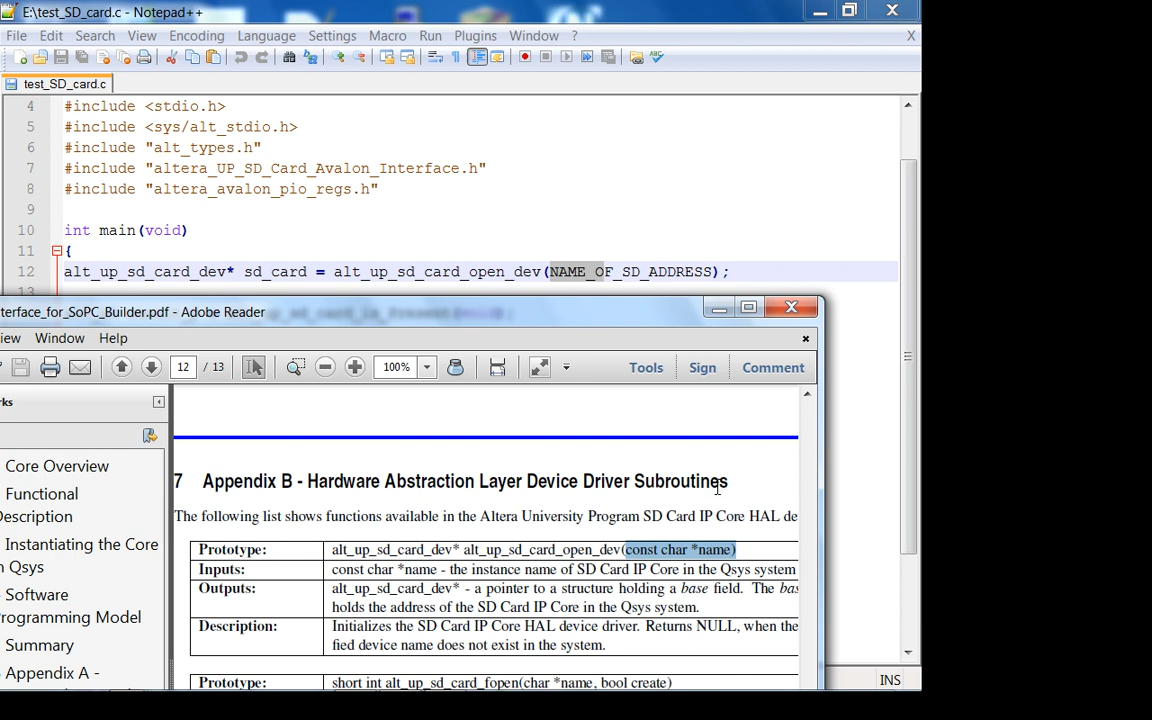 E:\test_SD_card.c - Notepad++
File Edit Search View Encoding Language Settings Macro Run Plugins Window ? X
test_SD_card.c
4 #include <stdio.h>
5 #include <sys/alt_stdio.h>
6 #include "alt_types.h"
7 #include "altera_UP_SD_Card_Avalon_Interface.h"
8 #include "altera_avalon_pio_regs.h"
9
10 int main(void)
11 {
12 alt_up_sd_card_dev* sd_card = alt_up_sd_card_open_dev(NAME_OF_SD_ADDRESS);
13
terface_for_SoPC_Builder.pdf - Adobe Reader
iew Window Help
12 / 13 100% Tools Sign Comment
rks
Core Overview
Functional
Description
Instantiating the Core
n Qsys
Software
rogramming Model
Summary
Appendix A -
7 Appendix B - Hardware Abstraction Layer Device Driver Subroutines
The following list shows functions available in the Altera University Program SD Card IP Core HAL de
Prototype: alt_up_sd_card_dev* alt_up_sd_card_open_dev(const char *name)
Inputs: const char *name - the instance name of SD Card IP Core in the Qsys system
Outputs: alt_up_sd_card_dev* - a pointer to a structure holding a base field. The bas
holds the address of the SD Card IP Core in the Qsys system.
Description: Initializes the SD Card IP Core HAL device driver. Returns NULL, when the
fied device name does not exist in the system.
Prototype: short int alt_up_sd_card_fopen(char *name, bool create)
INS